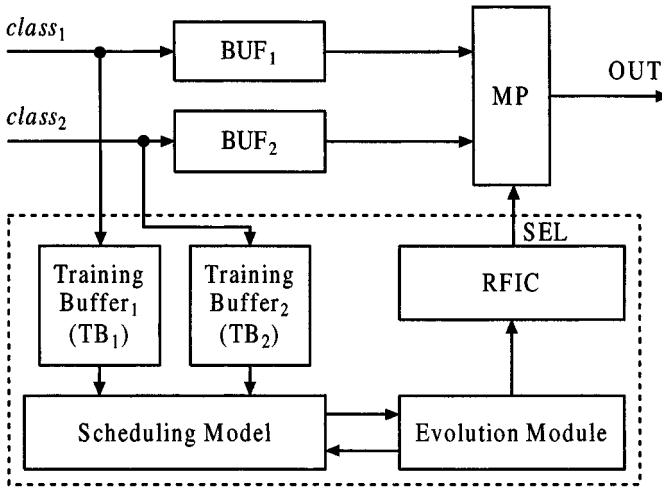 class₁
BUF₁
MP
OUT
class₂
BUF₂
SEL
Training
Buffer₁
(TB₁)
Training
Buffer₂
(TB₂)
RFIC
Scheduling Model
Evolution Module